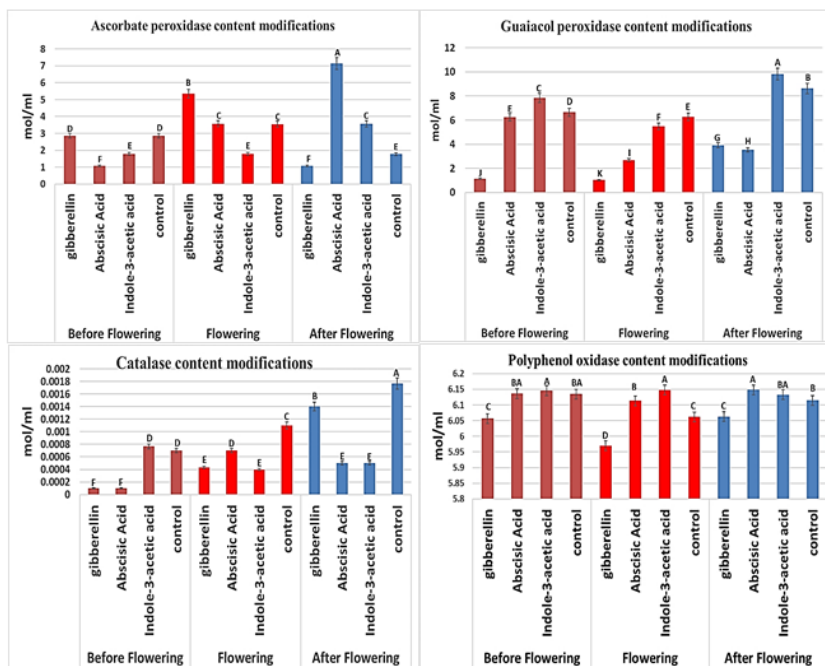 Ascorbate peroxidase content modifications
mol/ml
8
7
6
5
4
3
2
1
0
D
F
E
D
B
C
E
C
F
A
C
E
gibberellin
Abscisic Acid
Indole-3-acetic acid
control
gibberellin
Abscisic Acid
Indole-3-acetic acid
control
gibberellin
Abscisic Acid
Indole-3-acetic acid
control
Before Flowering
Flowering
After Flowering
Guaiacol peroxidase content modifications
mol/ml
12
10
8
6
4
2
0
J
F
C
D
K
I
F
E
G
H
A
B
gibberellin
Abscisic Acid
Indole-3-acetic acid
control
gibberellin
Abscisic Acid
Indole-3-acetic acid
control
gibberellin
Abscisic Acid
Indole-3-acetic acid
control
Before Flowering
Flowering
After Flowering
Catalase content modifications
mol/ml
0.002
0.0018
0.0016
0.0014
0.0012
0.001
0.0008
0.0006
0.0004
0.0002
0
F
F
D
D
E
D
E
C
B
E
E
A
gibberellin
Abscisic Acid
Indole-3-acetic acid
control
gibberellin
Abscisic Acid
Indole-3-acetic acid
control
gibberellin
Abscisic Acid
Indole-3-acetic acid
control
Before Flowering
Flowering
After Flowering
Polyphenol oxidase content modifications
mol/ml
6.2
6.15
6.1
6.05
6
5.95
5.9
5.85
5.8
C
BA
A
BA
D
B
A
C
C
A
BA
B
gibberellin
Abscisic Acid
Indole-3-acetic acid
control
gibberellin
Abscisic Acid
Indole-3-acetic acid
control
gibberellin
Abscisic Acid
Indole-3-acetic acid
control
Before Flowering
Flowering
After Flowering